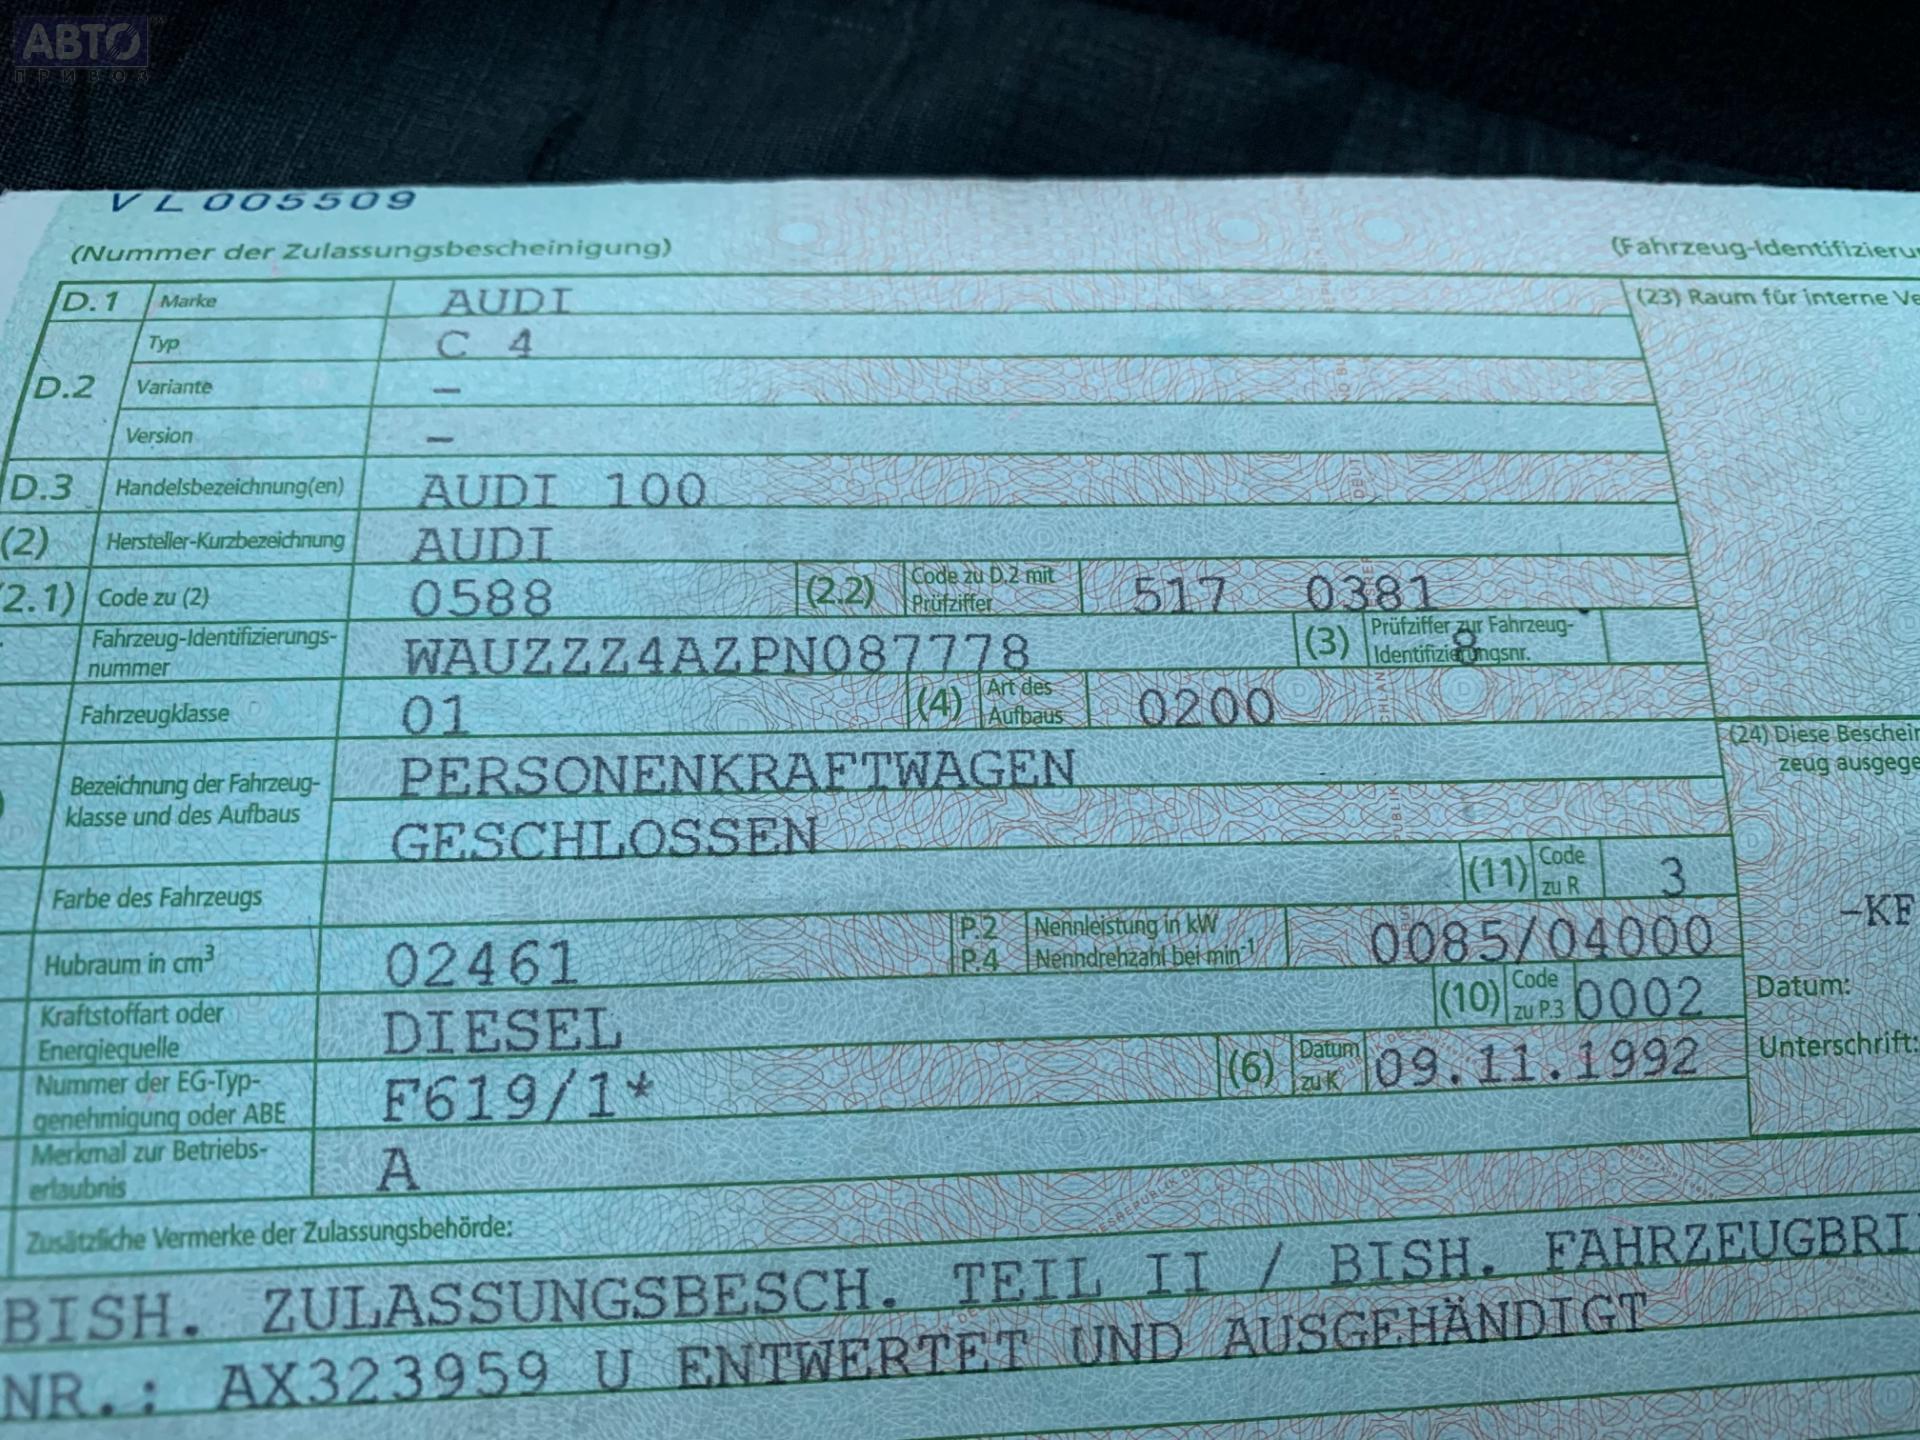 АВТО
ПРИВОЗ
VL005509
(Nummer der Zulassungsbescheinigung)
(Fahrzeug-Identifizieru
D.1 Marke AUDI
(23) Raum für interne Ve
D.2 Typ C 4
Variante –
Version –
D.3 Handelsbezeichnung(en) AUDI 100
(2) Hersteller-Kurzbezeichnung AUDI
(2.1) Code zu (2) 0588 (2.2) Code zu D.2 mit Prüfziffer 517 0381
Fahrzeug-Identifizierungs-
nummer WAUZZZ4AZPN087778 (3) Prüfziffer zur Fahrzeug-
Identifizierungsnr. 8
Fahrzeugklasse 01 (4) Art des Aufbaus 0200
Bezeichnung der Fahrzeug-
klasse und des Aufbaus
PERSONENKRAFTWAGEN
GESCHLOSSEN
(24) Diese Beschein
zeug ausgege
Farbe des Fahrzeugs (11) Code zu R 3
-KF
Hubraum in cm³ 02461 P.2 Nennleistung in kW
P.4 Nenndrehzahl bei min-1 0085/04000
Kraftstoffart oder
Energiequelle DIESEL (10) Code zu P.3 0002
Datum:
Nummer der EG-Typ-
genehmigung oder ABE F619/1* (6) Datum zu K 09.11.1992
Unterschrift:
Merkmal zur Betriebs-
erlaubnis A
Zusätzliche Vermerke der Zulassungsbehörde:
BISH. ZULASSUNGSBESCH. TEIL II / BISH. FAHRZEUGBRI
NR.: AX323959 U ENTWERTET UND AUSGEHÄNDIGT